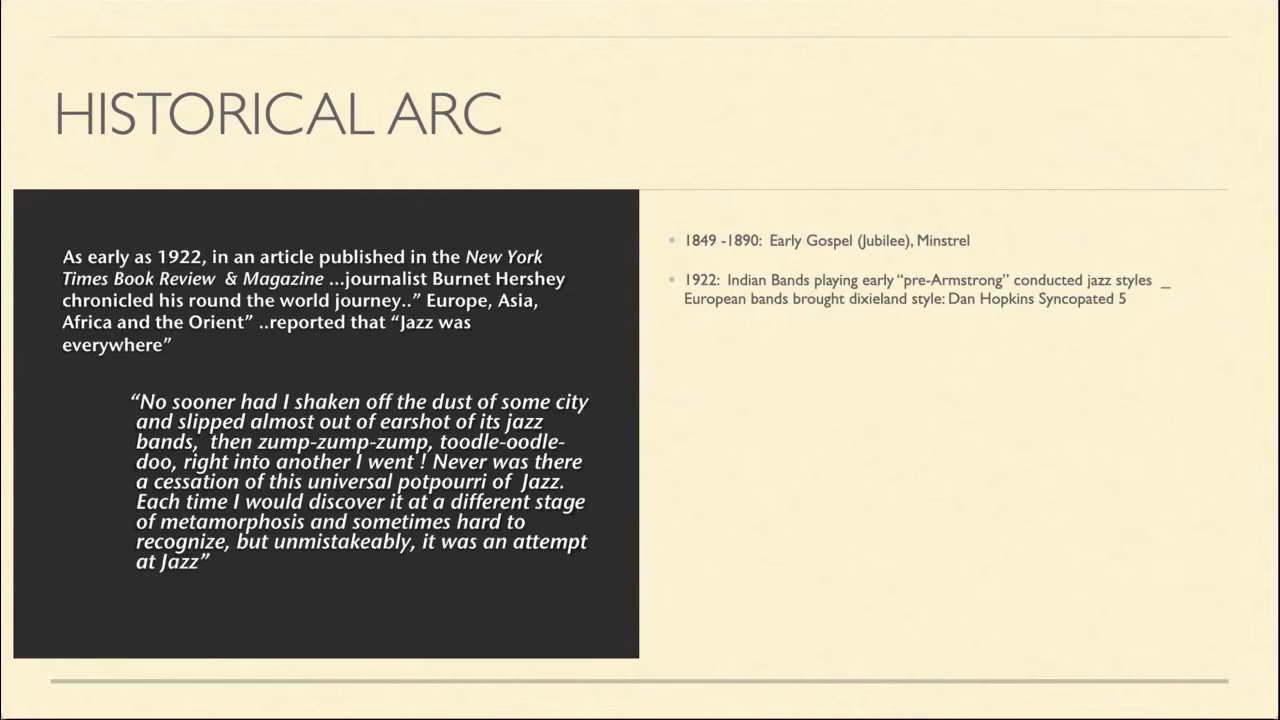 HISTORICAL ARC
As early as 1922, in an article published in the New York
Times Book Review & Magazine ...journalist Burnet Hershey
chronicled his round the world journey..” Europe, Asia,
Africa and the Orient” ..reported that “Jazz was
everywhere”
“No sooner had I shaken off the dust of some city
and slipped almost out of earshot of its jazz
bands, then zump-zump-zump, toodle-oodle-
doo, right into another I went ! Never was there
a cessation of this universal potpourri of Jazz.
Each time I would discover it at a different stage
of metamorphosis and sometimes hard to
recognize, but unmistakeably, it was an attempt
at Jazz”
• 1849 -1890: Early Gospel (Jubilee), Minstrel
• 1922: Indian Bands playing early “pre-Armstrong” conducted jazz styles _
European bands brought dixieland style: Dan Hopkins Syncopated 5